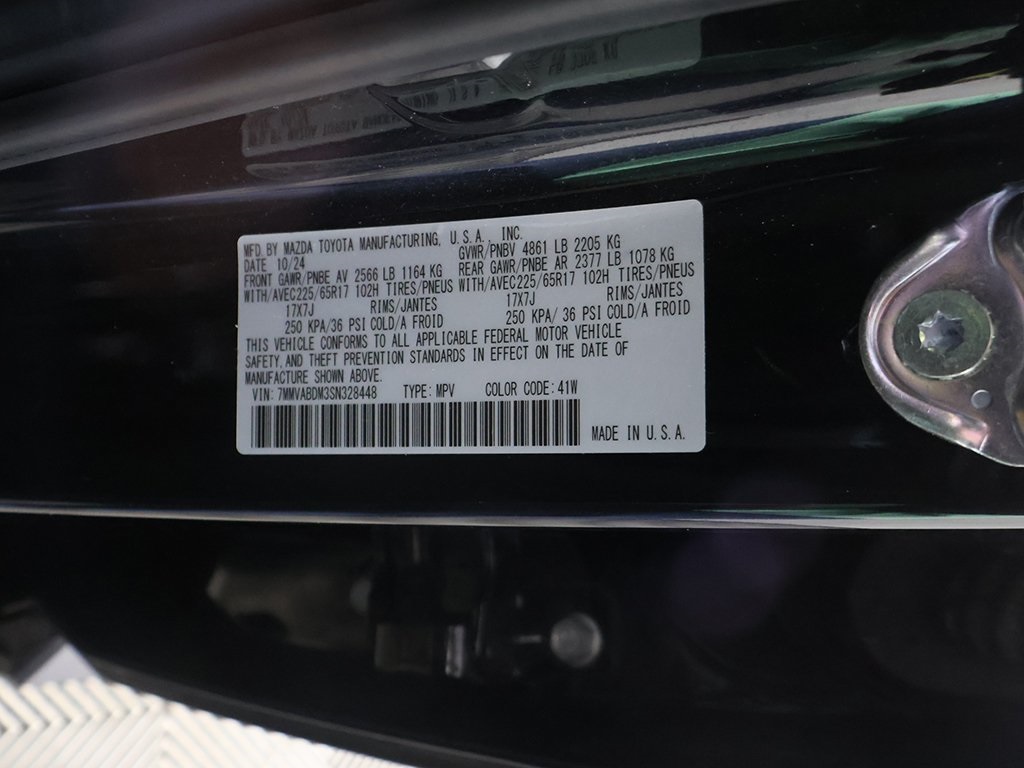 MFD. BY MAZDA TOYOTA MANUFACTURING, U.S.A., INC.
DATE 10/24 GVWR/PNBV 4861 LB 2205 KG
FRONT GAWR/PNBE AV 2566 LB 1164 KG REAR GAWR/PNBE AR 2377 LB 1078 KG
WITH/AVEC225/65R17 102H TIRES/PNEUS WITH/AVEC225/65R17 102H TIRES/PNEUS
17X7J RIMS/JANTES 17X7J RIMS/JANTES
250 KPA/36 PSI COLD/A FROID 250 KPA/36 PSI COLD/A FROID
THIS VEHICLE CONFORMS TO ALL APPLICABLE FEDERAL MOTOR VEHICLE
SAFETY, AND THEFT PREVENTION STANDARDS IN EFFECT ON THE DATE OF
MANUFACTURE SHOWN ABOVE.
VIN: 7MMVABDM3SN328448 TYPE: MPV COLOR CODE: 41W
MADE IN U.S.A.